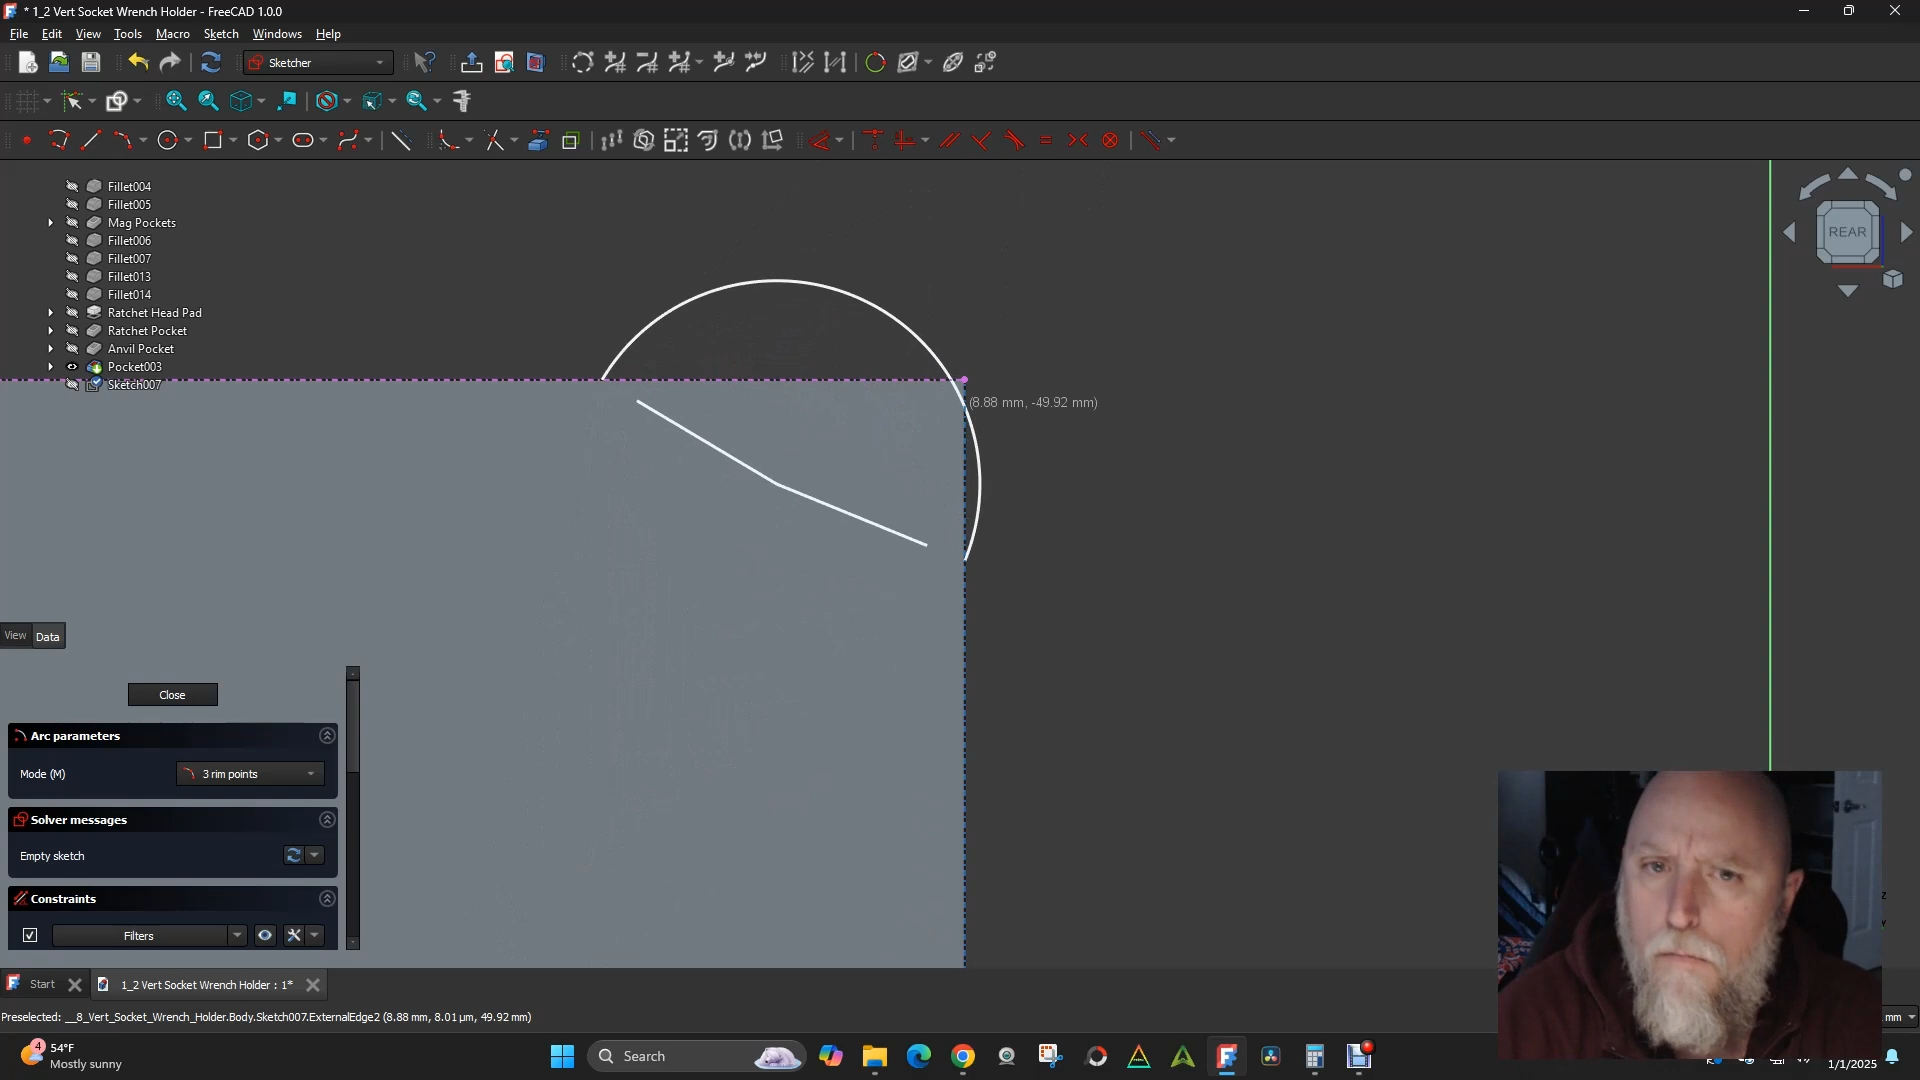 * 1_2 Vert Socket Wrench Holder - FreeCAD 1.0.0
File Edit View Tools Macro Sketch Windows Help
Sketcher
Fillet004
Fillet005
Mag Pockets
Fillet006
Fillet007
Fillet013
Fillet014
Ratchet Head Pad
Ratchet Pocket
Anvil Pocket
Pocket003
Sketch007
REAR
(8.88 mm, -49.92 mm)
View Data
Close
Arc parameters
Mode (M) 3 rim points
Solver messages
Empty sketch
Constraints
Filters
Start 1_2 Vert Socket Wrench Holder : 1*
Preselected: __8_Vert_Socket_Wrench_Holder.Body.Sketch007.ExternalEdge2 (8.88 mm, 8.01 µm, 49.92 mm)
mm
4 54°F
Mostly sunny
Search
1/1/2025